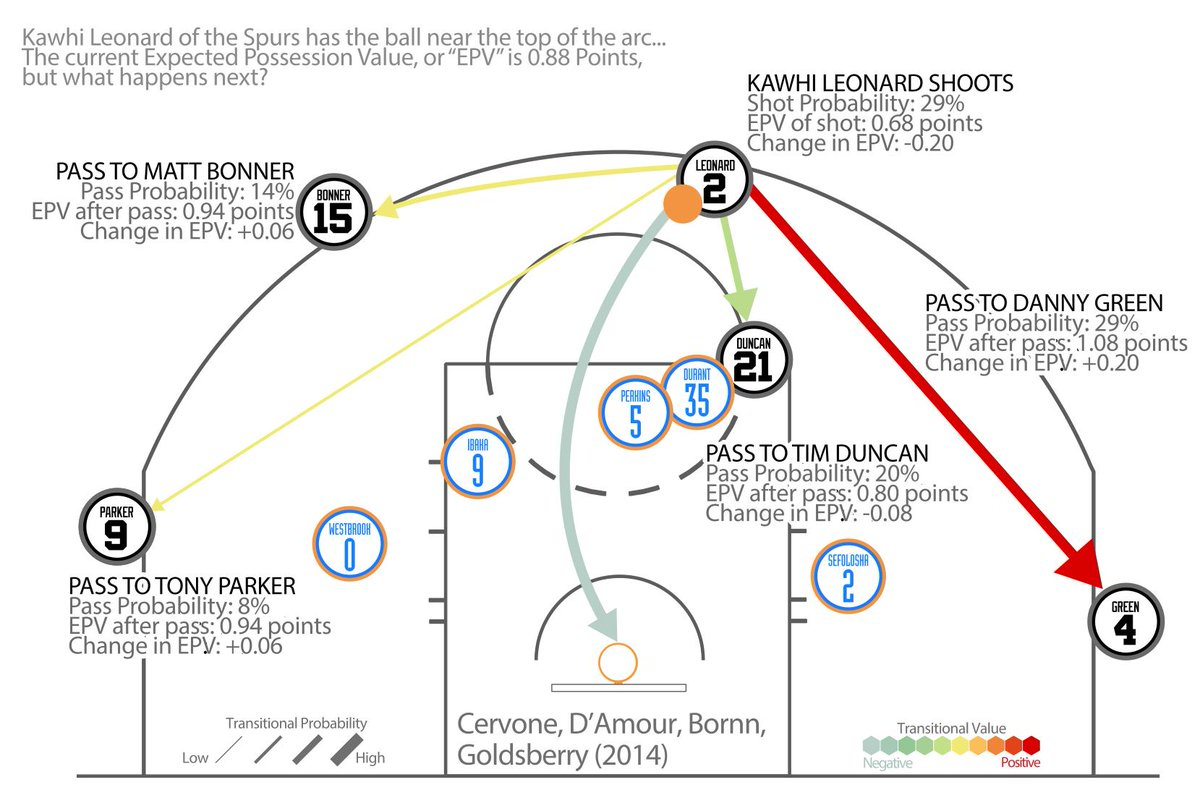 Kawhi Leonard of the Spurs has the ball near the top of the arc...
The current Expected Possession Value, or "EPV" is 0.88 Points,
but what happens next?
KAWHI LEONARD SHOOTS
Shot Probability: 29%
EPV of shot: 0.68 points
Change in EPV: -0.20
LEONARD
2
PASS TO MATT BONNER
Pass Probability: 14%
EPV after pass: 0.94 points
Change in EPV: +0.06
BONNER
15
PASS TO DANNY GREEN
Pass Probability: 29%
EPV after pass: 1.08 points
Change in EPV: +0.20
DUNCAN
21
DURANT
35
PERKINS
5
IBAKA
9
PASS TO TIM DUNCAN
Pass Probability: 20%
EPV after pass: 0.80 points
Change in EPV: -0.08
PARKER
9
WESTBROOK
0
SEFOLOSHA
2
PASS TO TONY PARKER
Pass Probability: 8%
EPV after pass: 0.94 points
Change in EPV: +0.06
GREEN
4
Transitional Probability
Low
High
Cervone, D'Amour, Bornn,
Goldsberry (2014)
Transitional Value
Negative
Positive